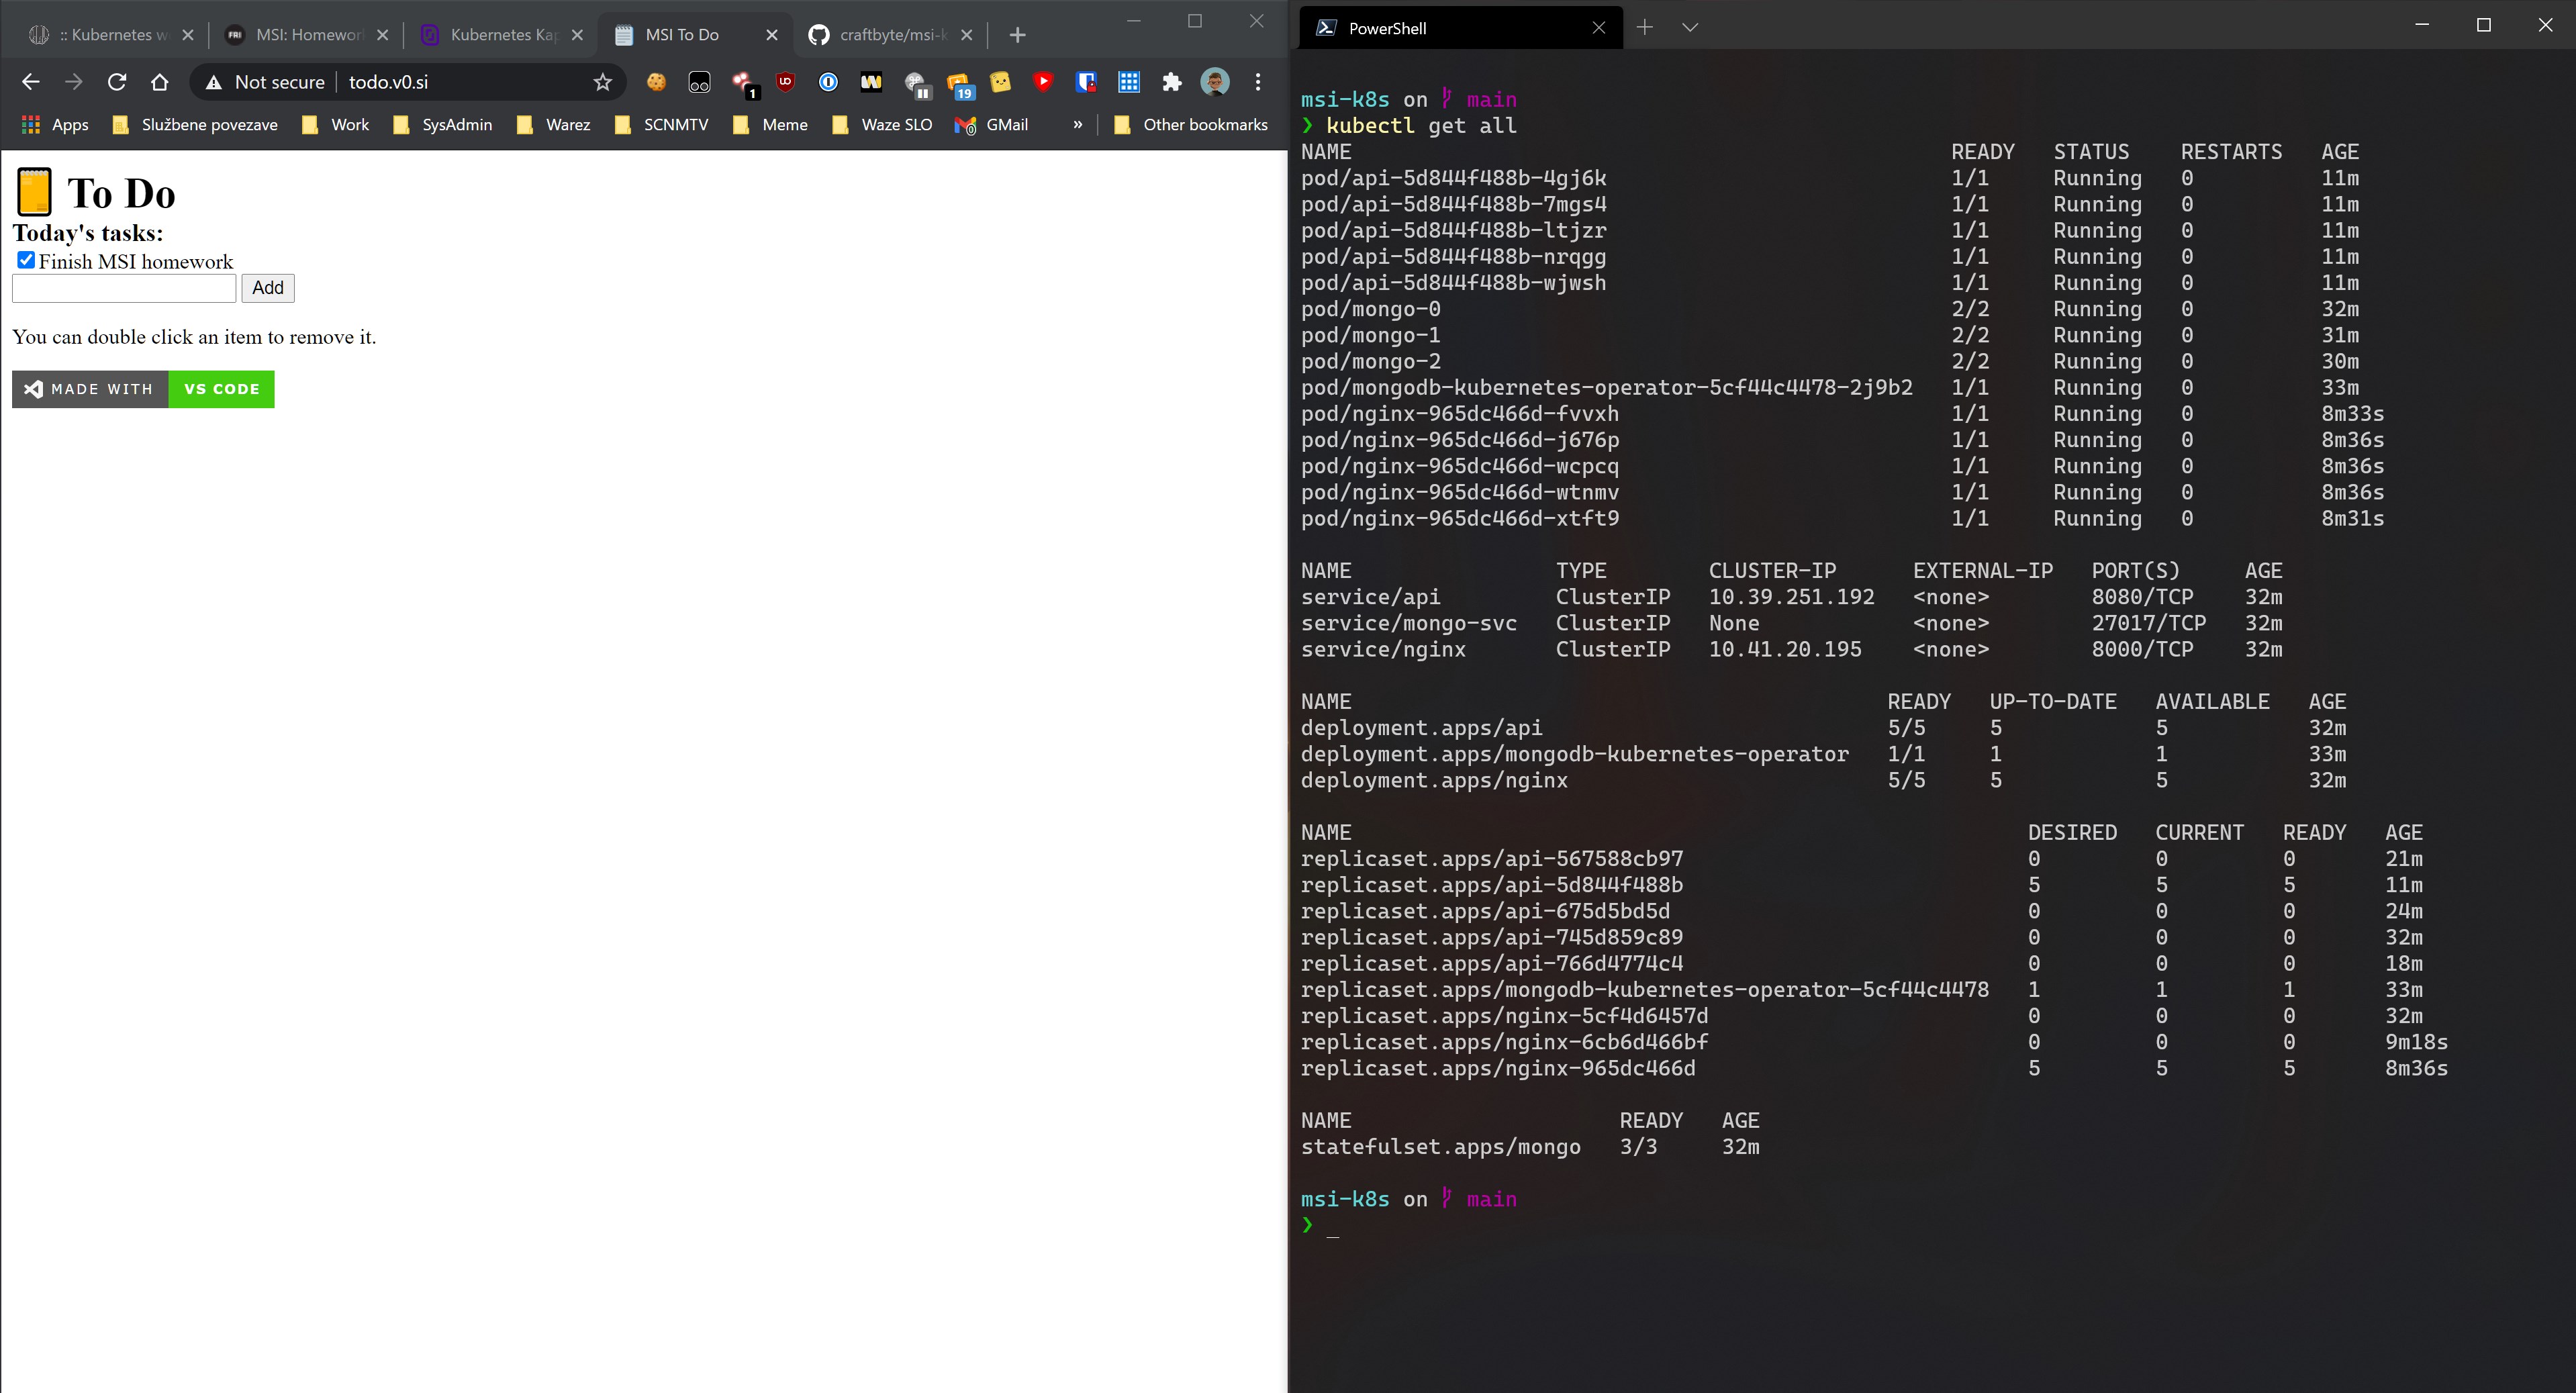 :: Kubernetes w
MSI: Homewor
Kubernetes Kap
MSI To Do
craftbyte/msi-k
Not secure
todo.v0.si
1
19
Apps
Službene povezave
Work
SysAdmin
Warez
SCNMTV
Meme
Waze SLO
GMail
»
Other bookmarks
To Do
Today's tasks:
Finish MSI homework
Add
You can double click an item to remove it.
MADE WITH VS CODE
PowerShell
msi-k8s on main
❯ kubectl get all
NAME READY STATUS RESTARTS AGE
pod/api-5d844f488b-4gj6k 1/1 Running 0 11m
pod/api-5d844f488b-7mgs4 1/1 Running 0 11m
pod/api-5d844f488b-ltjzr 1/1 Running 0 11m
pod/api-5d844f488b-nrqgg 1/1 Running 0 11m
pod/api-5d844f488b-wjwsh 1/1 Running 0 11m
pod/mongo-0 2/2 Running 0 32m
pod/mongo-1 2/2 Running 0 31m
pod/mongo-2 2/2 Running 0 30m
pod/mongodb-kubernetes-operator-5cf44c4478-2j9b2 1/1 Running 0 33m
pod/nginx-965dc466d-fvvxh 1/1 Running 0 8m33s
pod/nginx-965dc466d-j676p 1/1 Running 0 8m36s
pod/nginx-965dc466d-wcpcq 1/1 Running 0 8m36s
pod/nginx-965dc466d-wtnmv 1/1 Running 0 8m36s
pod/nginx-965dc466d-xtft9 1/1 Running 0 8m31s
NAME TYPE CLUSTER-IP EXTERNAL-IP PORT(S) AGE
service/api ClusterIP 10.39.251.192 <none> 8080/TCP 32m
service/mongo-svc ClusterIP None <none> 27017/TCP 32m
service/nginx ClusterIP 10.41.20.195 <none> 8000/TCP 32m
NAME READY UP-TO-DATE AVAILABLE AGE
deployment.apps/api 5/5 5 5 32m
deployment.apps/mongodb-kubernetes-operator 1/1 1 1 33m
deployment.apps/nginx 5/5 5 5 32m
NAME DESIRED CURRENT READY AGE
replicaset.apps/api-567588cb97 0 0 0 21m
replicaset.apps/api-5d844f488b 5 5 5 11m
replicaset.apps/api-675d5bd5d 0 0 0 24m
replicaset.apps/api-745d859c89 0 0 0 32m
replicaset.apps/api-766d4774c4 0 0 0 18m
replicaset.apps/mongodb-kubernetes-operator-5cf44c4478 1 1 1 33m
replicaset.apps/nginx-5cf4d6457d 0 0 0 32m
replicaset.apps/nginx-6cb6d466bf 0 0 0 9m18s
replicaset.apps/nginx-965dc466d 5 5 5 8m36s
NAME READY AGE
statefulset.apps/mongo 3/3 32m
msi-k8s on main
❯ _